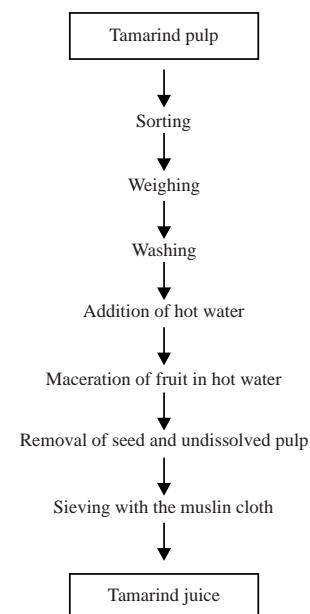 Tamarind pulp
Sorting
Weighing
Washing
Addition of hot water
Maceration of fruit in hot water
Removal of seed and undissolved pulp
Sieving with the muslin cloth
Tamarind juice